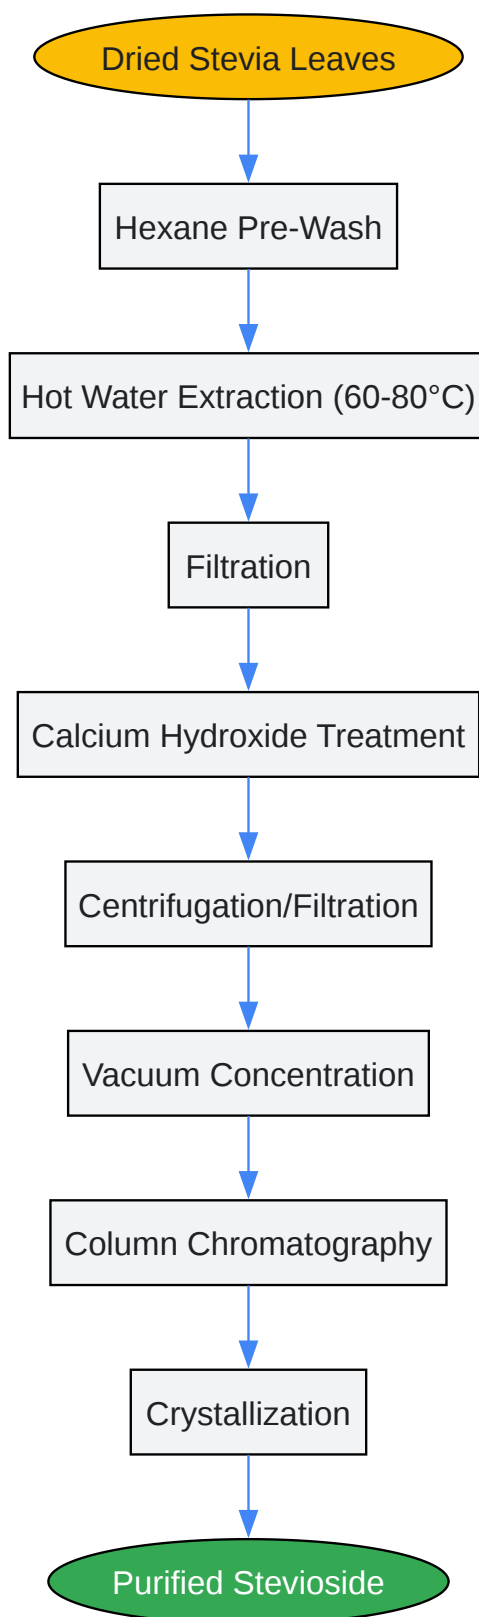 Dried Stevia Leaves
Hexane Pre-Wash
Hot Water Extraction (60-80°C)
Filtration
Calcium Hydroxide Treatment
Centrifugation/Filtration
Vacuum Concentration
Column Chromatography
Crystallization
Purified Stevioside